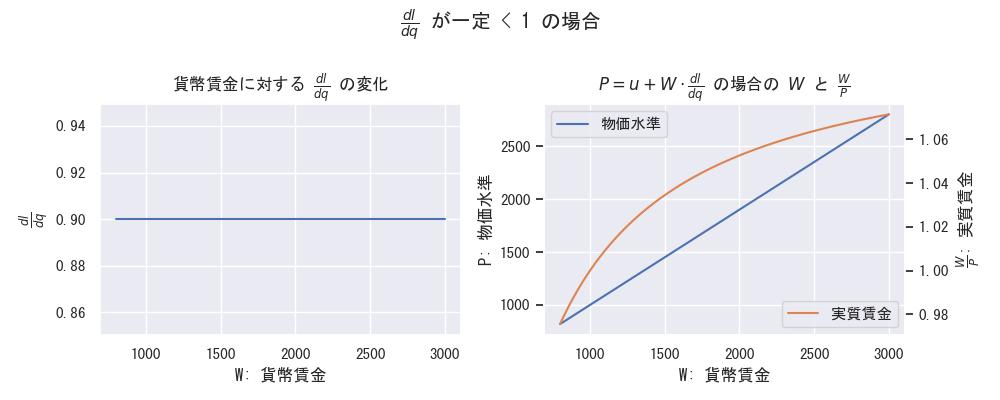 dl/dq が一定 < 1 の場合
貨幣賃金に対する dl/dq の変化
0.94
0.92
0.90
0.88
0.86
dl/dq
1000 1500 2000 2500 3000
W: 貨幣賃金
P = u + W · dl/dq の場合の W と W/P
物価水準
2500
2000
1500
1000
P: 物価水準
1000 1500 2000 2500 3000
W: 貨幣賃金
実質賃金
1.06
1.04
1.02
1.00
0.98
W/P: 実質賃金